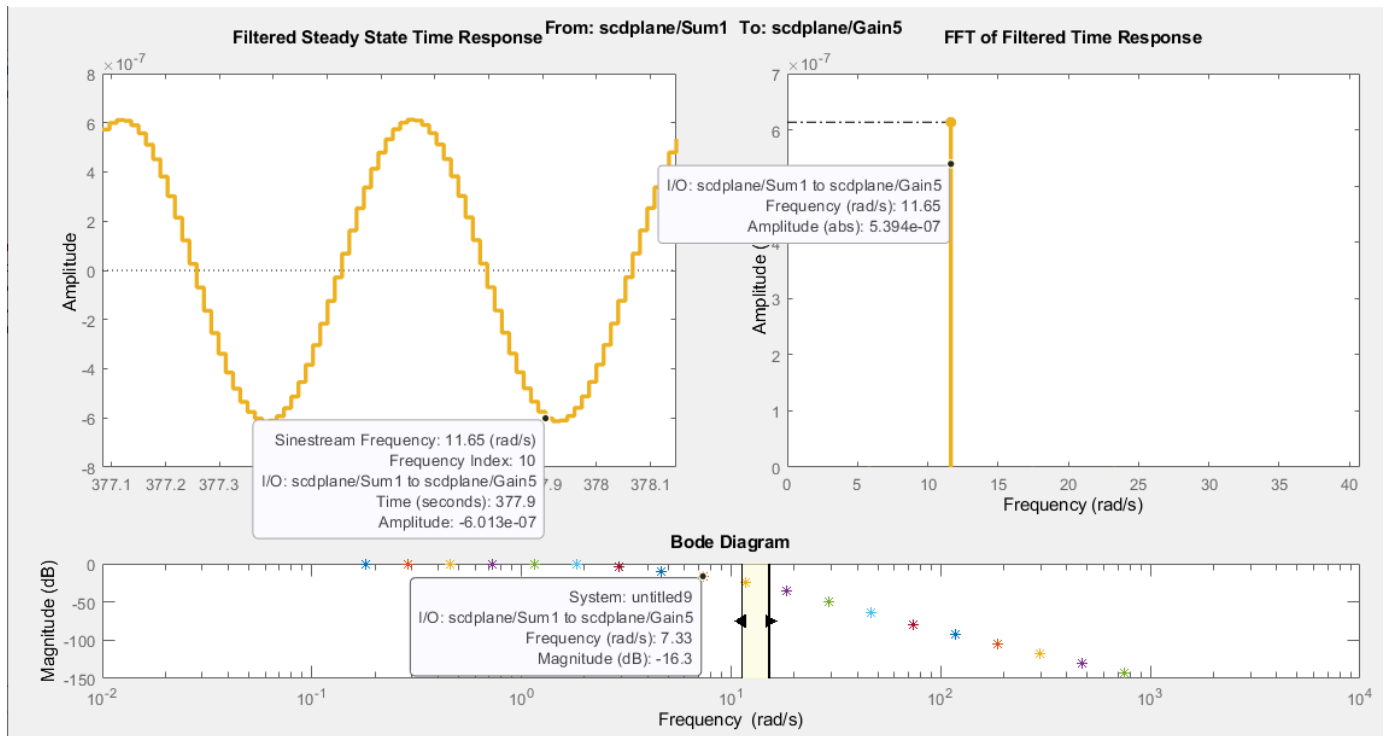 From: scdplane/Sum1 To: scdplane/Gain5
Filtered Steady State Time Response
×10⁻⁷
8
6
4
2
0
-2
-4
-6
-8
Amplitude
377.1 377.2 377.3 7.9 378 378.1
Sinestream Frequency: 11.65 (rad/s)
Frequency Index: 10
I/O: scdplane/Sum1 to scdplane/Gain5
Time (seconds): 377.9
Amplitude: -6.013e-07
FFT of Filtered Time Response
×10⁻⁷
7
6
I/O: scdplane/Sum1 to scdplane/Gain5
Frequency (rad/s): 11.65
Amplitude (abs): 5.394e-07
4
3
2
1
0
Amplitude (
0 5 10 15 20 25 30 35 40
Frequency (rad/s)
Bode Diagram
0
-50
-100
-150
Magnitude (dB)
System: untitled9
I/O: scdplane/Sum1 to scdplane/Gain5
Frequency (rad/s): 7.33
Magnitude (dB): -16.3
10⁻² 10⁻¹ 10⁰ 10¹ 10² 10³ 10⁴
Frequency (rad/s)